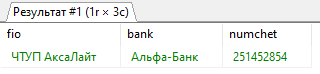 Результат #1 (1r × 3c)
fio bank numchet
ЧТУП АксаЛайт Альфа-Банк 251452854